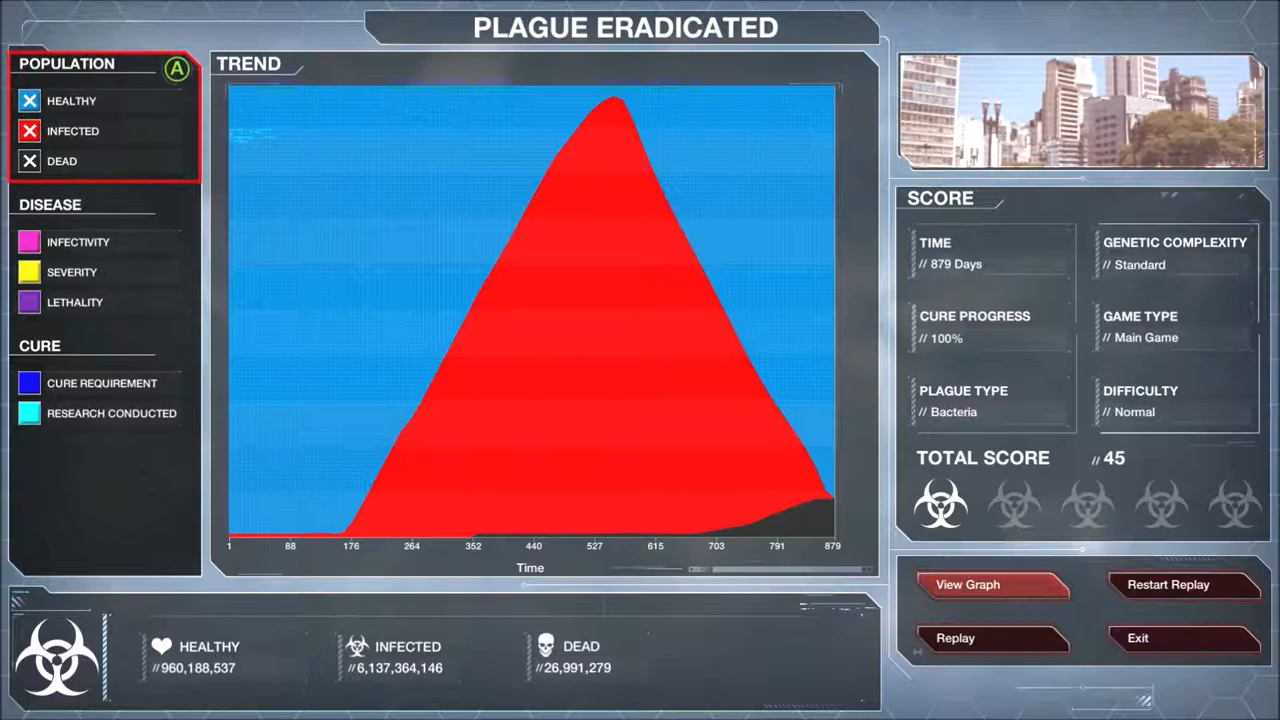 PLAGUE ERADICATED
POPULATION
A
HEALTHY
INFECTED
DEAD
DISEASE
INFECTIVITY
SEVERITY
LETHALITY
CURE
CURE REQUIREMENT
RESEARCH CONDUCTED
TREND
1 88 176 264 352 440 527 615 703 791 879
Time
SCORE
TIME
// 879 Days
GENETIC COMPLEXITY
// Standard
CURE PROGRESS
// 100%
GAME TYPE
// Main Game
PLAGUE TYPE
// Bacteria
DIFFICULTY
// Normal
TOTAL SCORE // 45
View Graph
Restart Replay
Replay
Exit
HEALTHY
//960,188,537
INFECTED
//6,137,364,146
DEAD
//26,991,279